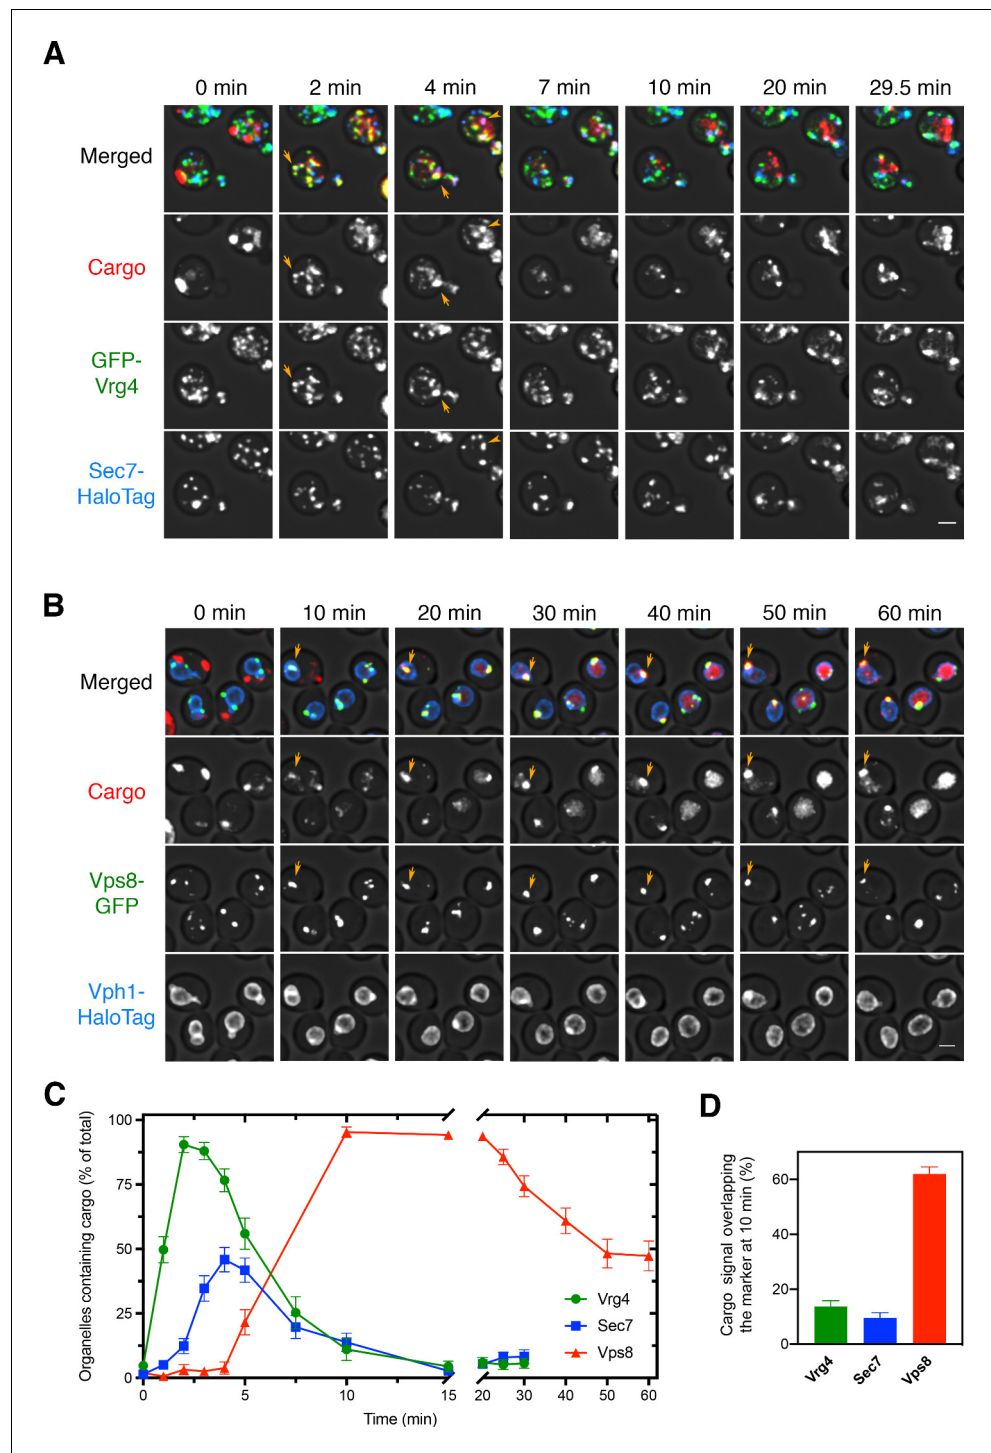 A
0 min 2 min 4 min 7 min 10 min 20 min 29.5 min
Merged
Cargo
GFP-
Vrg4
Sec7-
HaloTag
B
0 min 10 min 20 min 30 min 40 min 50 min 60 min
Merged
Cargo
Vps8-
GFP
Vph1-
HaloTag
C
Organelles containing cargo (% of total)
100
75
50
25
0
0 5 10 15 20 30 40 50 60
Time (min)
Vrg4
Sec7
Vps8
D
Cargo signal overlapping
the marker at 10 min (%)
60
40
20
0
Vrg4 Sec7 Vps8